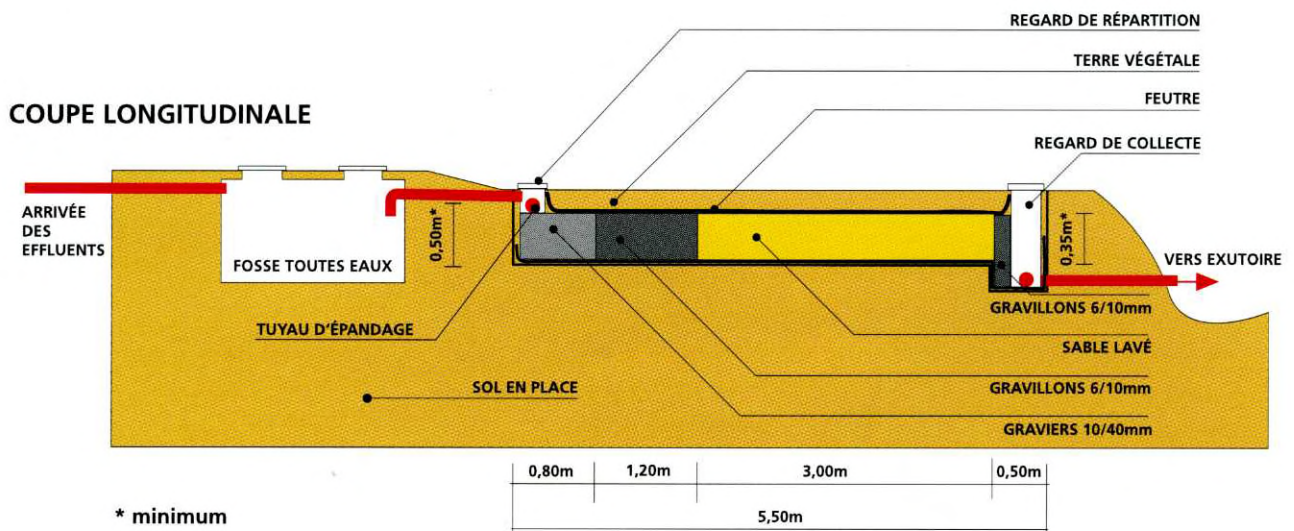 REGARD DE RÉPARTITION
TERRE VÉGÉTALE
COUPE LONGITUDINALE
FEUTRE
REGARD DE COLLECTE
ARRIVÉE
DES
EFFLUENTS
FOSSE TOUTES EAUX
0,50m*
0,35m*
VERS EXUTOIRE
GRAVILLONS 6/10mm
TUYAU D'ÉPANDAGE
SABLE LAVÉ
SOL EN PLACE
GRAVILLONS 6/10mm
GRAVIERS 10/40mm
0,80m 1,20m 3,00m 0,50m
* minimum
5,50m